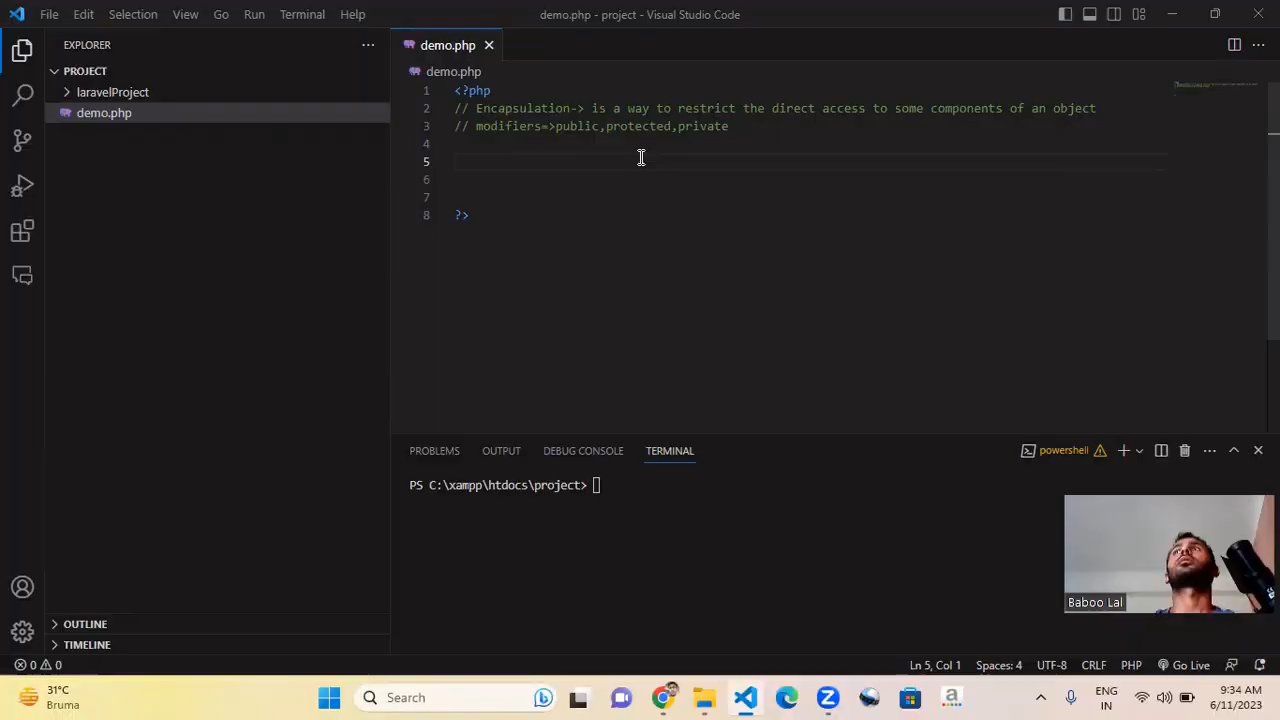 File Edit Selection View Go Run Terminal Help
demo.php - project - Visual Studio Code
EXPLORER
PROJECT
laravelProject
demo.php
OUTLINE
TIMELINE
demo.php
demo.php
1 <?php
2 // Encapsulation-> is a way to restrict the direct access to some components of an object
3 // modifiers=>public,protected,private
4
5
6
7
8 ?>
PROBLEMS OUTPUT DEBUG CONSOLE TERMINAL
powershell
PS C:\xampp\htdocs\project>
Baboo Lal
0 0
Ln 5, Col 1 Spaces: 4 UTF-8 CRLF PHP Go Live
31°C
Bruma
Search
ENG
IN
9:34 AM
6/11/2023